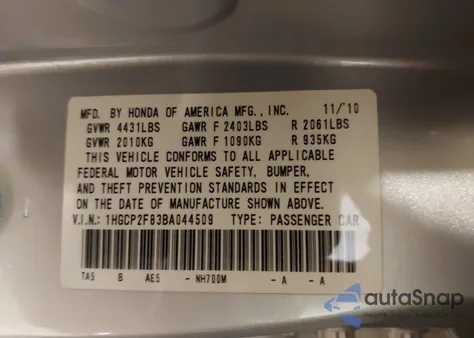 MFD. BY HONDA OF AMERICA MFG., INC. 11/'10
GVWR 4431LBS GAWR F 2403LBS R 2061LBS
GVWR 2010KG GAWR F 1090KG R 935KG
THIS VEHICLE CONFORMS TO ALL APPLICABLE
FEDERAL MOTOR VEHICLE SAFETY, BUMPER,
AND THEFT PREVENTION STANDARDS IN EFFECT
ON THE DATE OF MANUFACTURE SHOWN ABOVE.
V.I.N.: 1HGCP2F83BA044509 TYPE: PASSENGER CAR
TA5 B AE5 - NH700M - A - A
autoSnap